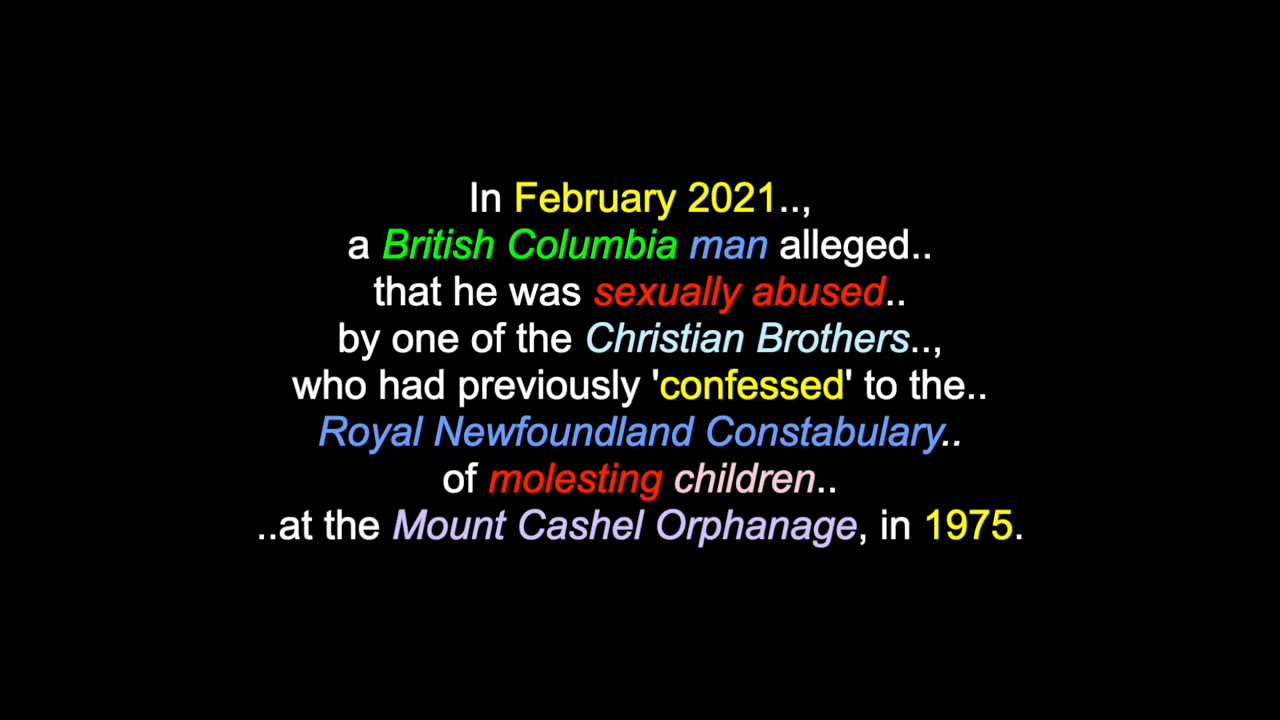 In February 2021..,
a British Columbia man alleged..
that he was sexually abused..
by one of the Christian Brothers..,
who had previously 'confessed' to the..
Royal Newfoundland Constabulary..
of molesting children..
..at the Mount Cashel Orphanage, in 1975.